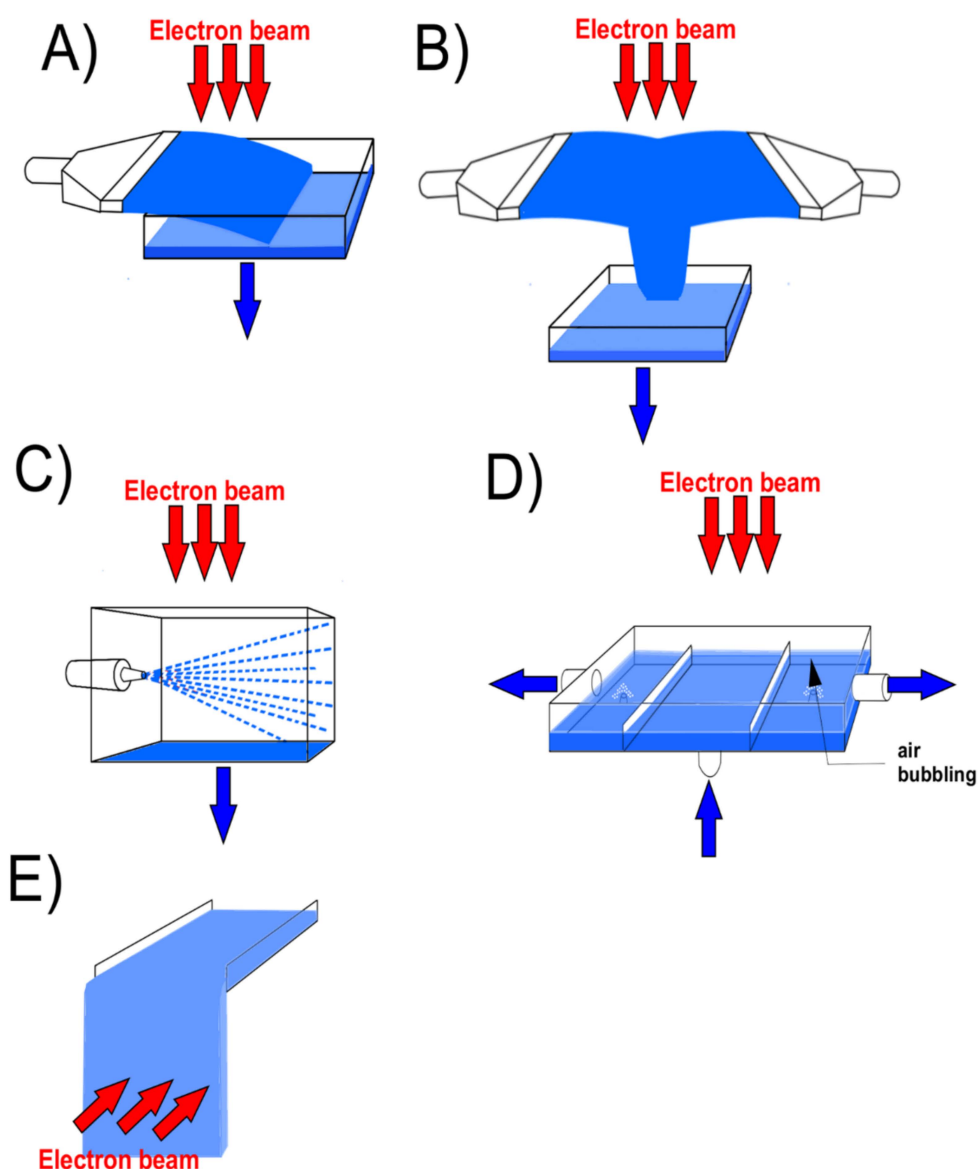 A)
Electron beam
B)
Electron beam
C)
Electron beam
D)
Electron beam
air
bubbling
E)
Electron beam